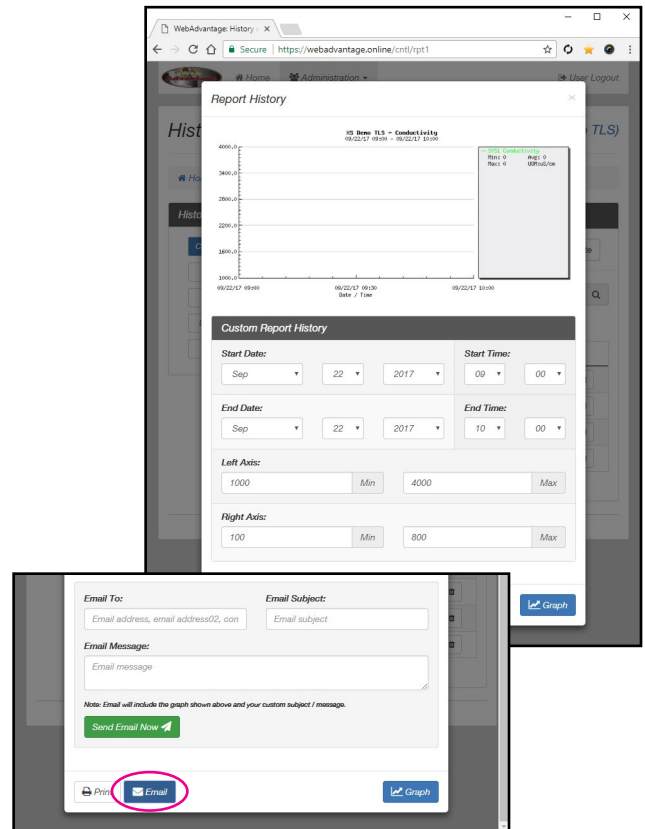 WebAdvantage: History
Secure https://webadvantage.online/cntl/rpt1
Home Administration User Logout
Report History
Hist TLS)
XS Demo TLS - Conductivity
09/22/17 09:00 - 09/22/17 10:00
4000.0
3400.0
2800.0
2200.0
1600.0
1000.0
SYS1 Conductivity
Min: 0 Avg: 0
Max: 0 UOM:uS/cm
09/22/17 09:00 09/22/17 09:30 09/22/17 10:00
Date / Time
Custom Report History
Start Date: Start Time:
Sep 22 2017 09 00
End Date: End Time:
Sep 22 2017 10 00
Left Axis:
1000 Min 4000 Max
Right Axis:
100 Min 800 Max
Graph
Email To: Email Subject:
Email address, email address02, con Email subject
Email Message:
Email message
Note: Email will include the graph shown above and your custom subject / message.
Send Email Now
Print Email Graph